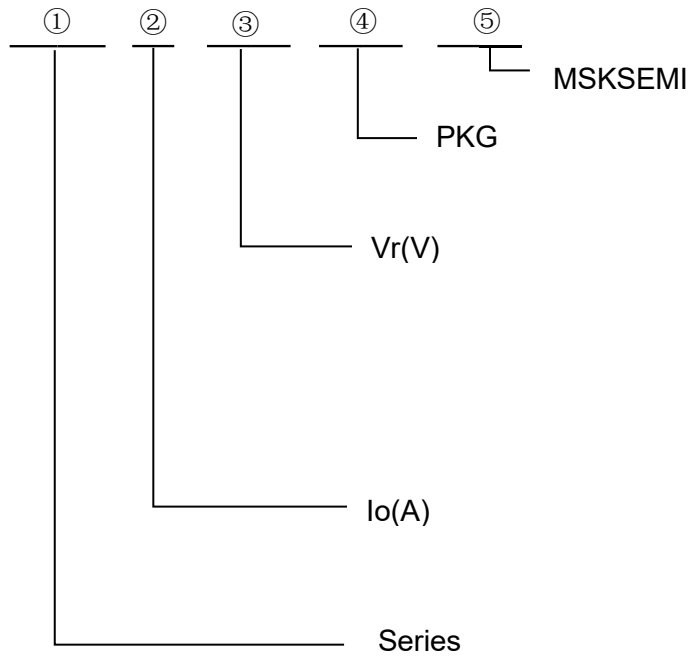 ① ② ③ ④ ⑤
MSKSEMI
PKG
Vr(V)
Io(A)
Series